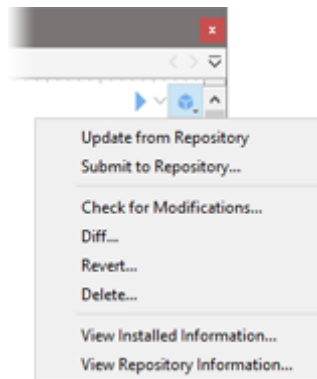 Update from Repository
Submit to Repository...
Check for Modifications...
Diff...
Revert...
Delete...
View Installed Information...
View Repository Information...